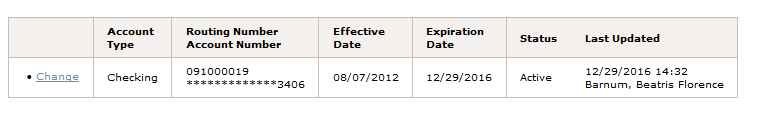 Account Type
Routing Number Account Number
Effective Date
Expiration Date
Status
Last Updated
• Change
Checking
091000019
*************3406
08/07/2012
12/29/2016
Active
12/29/2016 14:32
Barnum, Beatris Florence